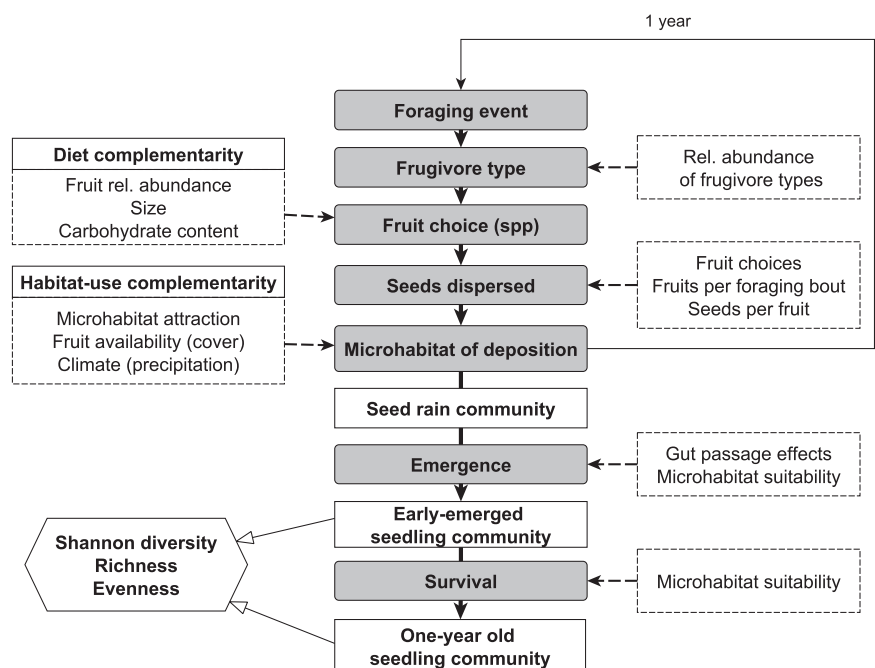 1 year
Foraging event
Diet complementarity
Fruit rel. abundance
Size
Carbohydrate content
Frugivore type
Rel. abundance
of frugivore types
Fruit choice (spp)
Habitat-use complementarity
Microhabitat attraction
Fruit availability (cover)
Climate (precipitation)
Seeds dispersed
Fruit choices
Fruits per foraging bout
Seeds per fruit
Microhabitat of deposition
Seed rain community
Emergence
Gut passage effects
Microhabitat suitability
Early-emerged
seedling community
Shannon diversity
Richness
Evenness
Survival
Microhabitat suitability
One-year old
seedling community